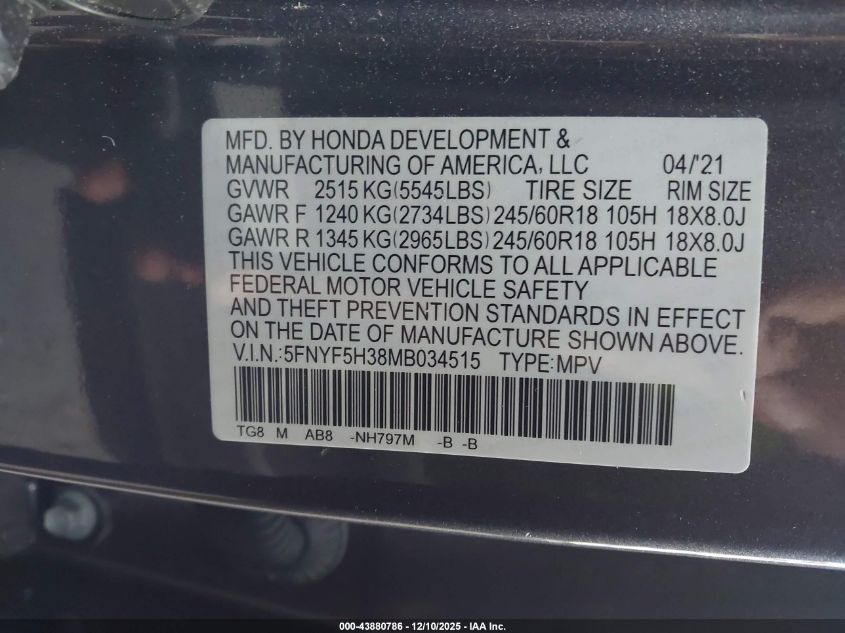 MFD. BY HONDA DEVELOPMENT &
MANUFACTURING OF AMERICA, LLC 04/'21
GVWR 2515 KG(5545LBS) TIRE SIZE RIM SIZE
GAWR F 1240 KG(2734LBS) 245/60R18 105H 18X8.0J
GAWR R 1345 KG(2965LBS) 245/60R18 105H 18X8.0J
THIS VEHICLE CONFORMS TO ALL APPLICABLE
FEDERAL MOTOR VEHICLE SAFETY
AND THEFT PREVENTION STANDARDS IN EFFECT
ON THE DATE OF MANUFACTURE SHOWN ABOVE.
V.I.N.:5FNYF5H38MB034515 TYPE:MPV
TG8 M AB8 -NH797M -B -B
000-43880786 - 12/10/2025 - IAA Inc.